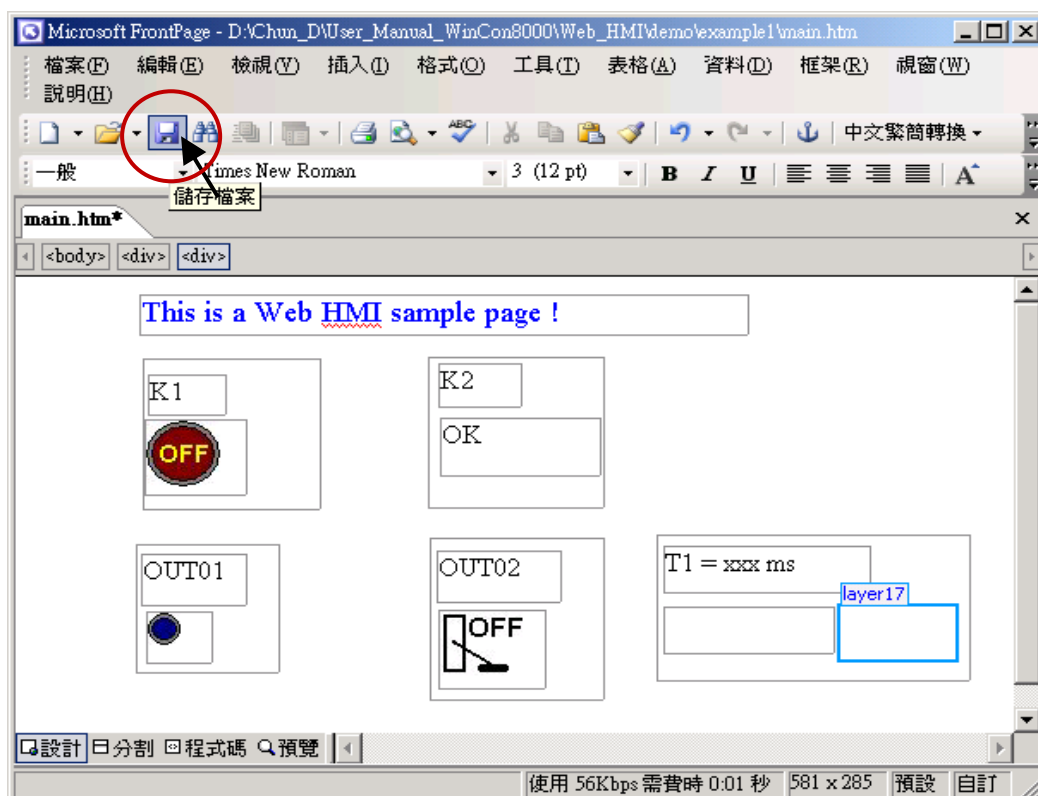 Microsoft FrontPage - D:\Chun_D\User_Manual_WinCon8000\Web_HMI\demo\example1\main.htm
檔案(F) 編輯(E) 檢視(V) 插入(I) 格式(O) 工具(T) 表格(A) 資料(D) 框架(R) 視窗(W)
說明(H)
ABC 中文繁簡轉換
一般 Times New Roman 3 (12 pt) B I U A
儲存檔案
main.htm*
<body> <div> <div>
This is a Web HMI sample page !
K1
OFF
K2
OK
OUT01
OUT02
OFF
T1 = xxx ms
layer17
設計 分割 程式碼 預覽
使用 56Kbps 需費時 0:01 秒 581 x 285 預設 自訂